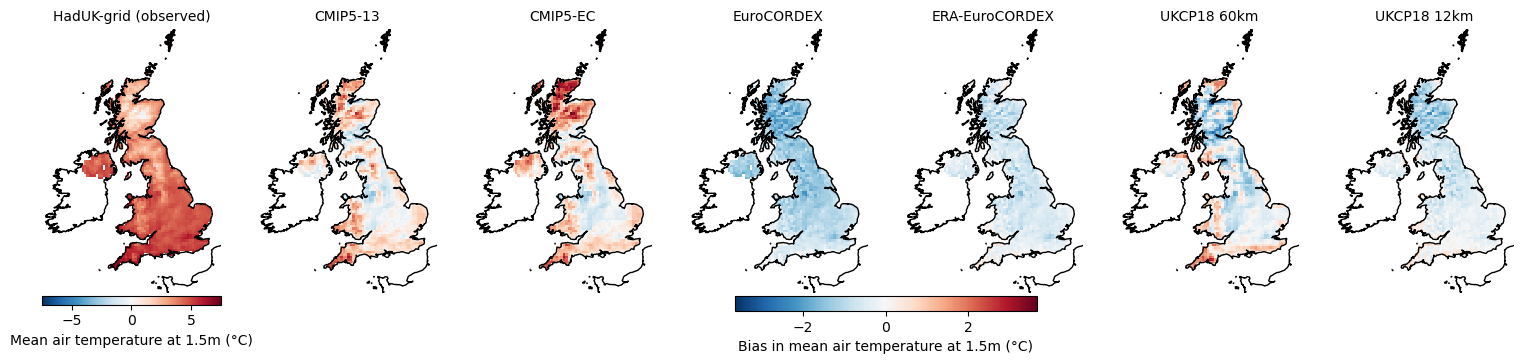 HadUK-grid (observed)
CMIP5-13
CMIP5-EC
EuroCORDEX
ERA-EuroCORDEX
UKCP18 60km
UKCP18 12km
−5 0 5
Mean air temperature at 1.5m (°C)
−2 0 2
Bias in mean air temperature at 1.5m (°C)